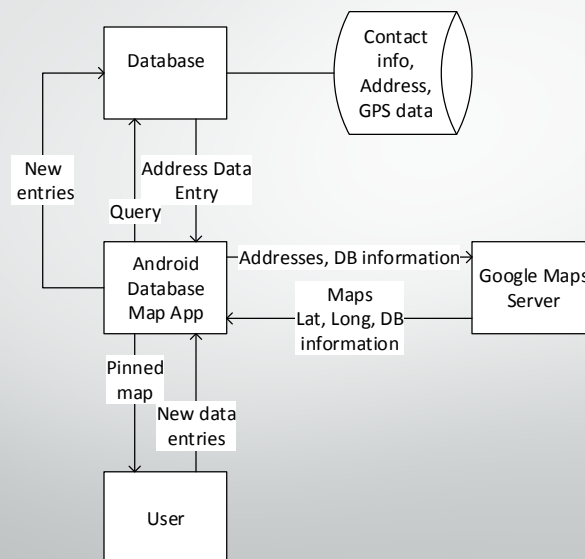 Database
Contact
info,
Address,
GPS data
New
entries
Query
Address Data
Entry
Android
Database
Map App
Addresses, DB information
Maps
Lat, Long, DB
information
Google Maps
Server
Pinned
map
New data
entries
User